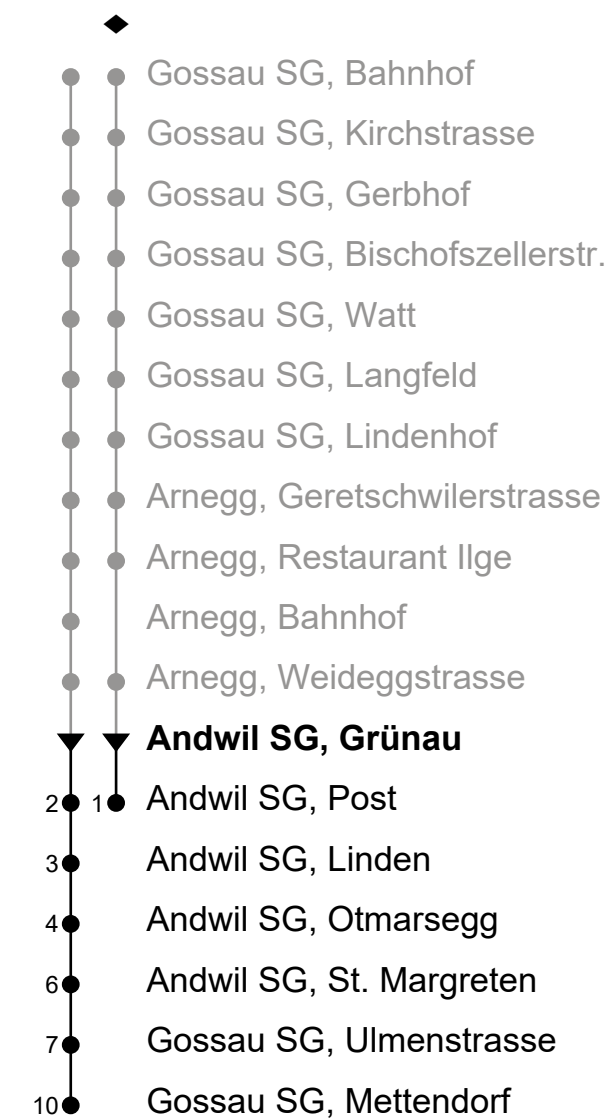 Gossau SG, Bahnhof
Gossau SG, Kirchstrasse
Gossau SG, Gerbhof
Gossau SG, Bischofszellerstr.
Gossau SG, Watt
Gossau SG, Langfeld
Gossau SG, Lindenhof
Arnegg, Geretschwilerstrasse
Arnegg, Restaurant Ilge
Arnegg, Bahnhof
Arnegg, Weideggstrasse
Andwil SG, Grünau
2 1 Andwil SG, Post
3 Andwil SG, Linden
4 Andwil SG, Otmarsegg
6 Andwil SG, St. Margreten
7 Gossau SG, Ulmenstrasse
10 Gossau SG, Mettendorf